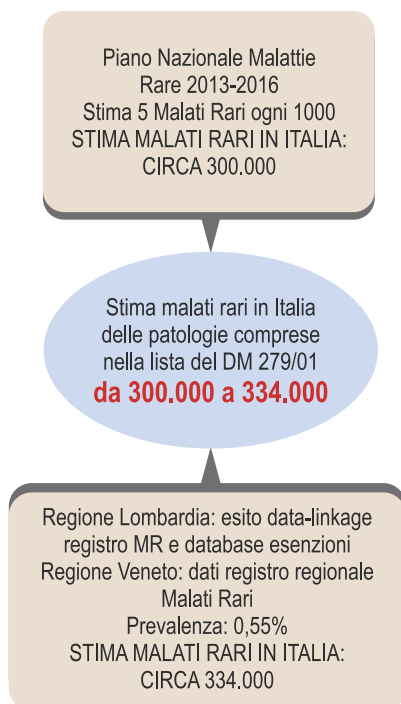 Piano Nazionale Malattie
Rare 2013-2016
Stima 5 Malati Rari ogni 1000
STIMA MALATI RARI IN ITALIA:
CIRCA 300.000
Stima malati rari in Italia
delle patologie comprese
nella lista del DM 279/01
da 300.000 a 334.000
Regione Lombardia: esito data-linkage
registro MR e database esenzioni
Regione Veneto: dati registro regionale
Malati Rari
Prevalenza: 0,55%
STIMA MALATI RARI IN ITALIA:
CIRCA 334.000